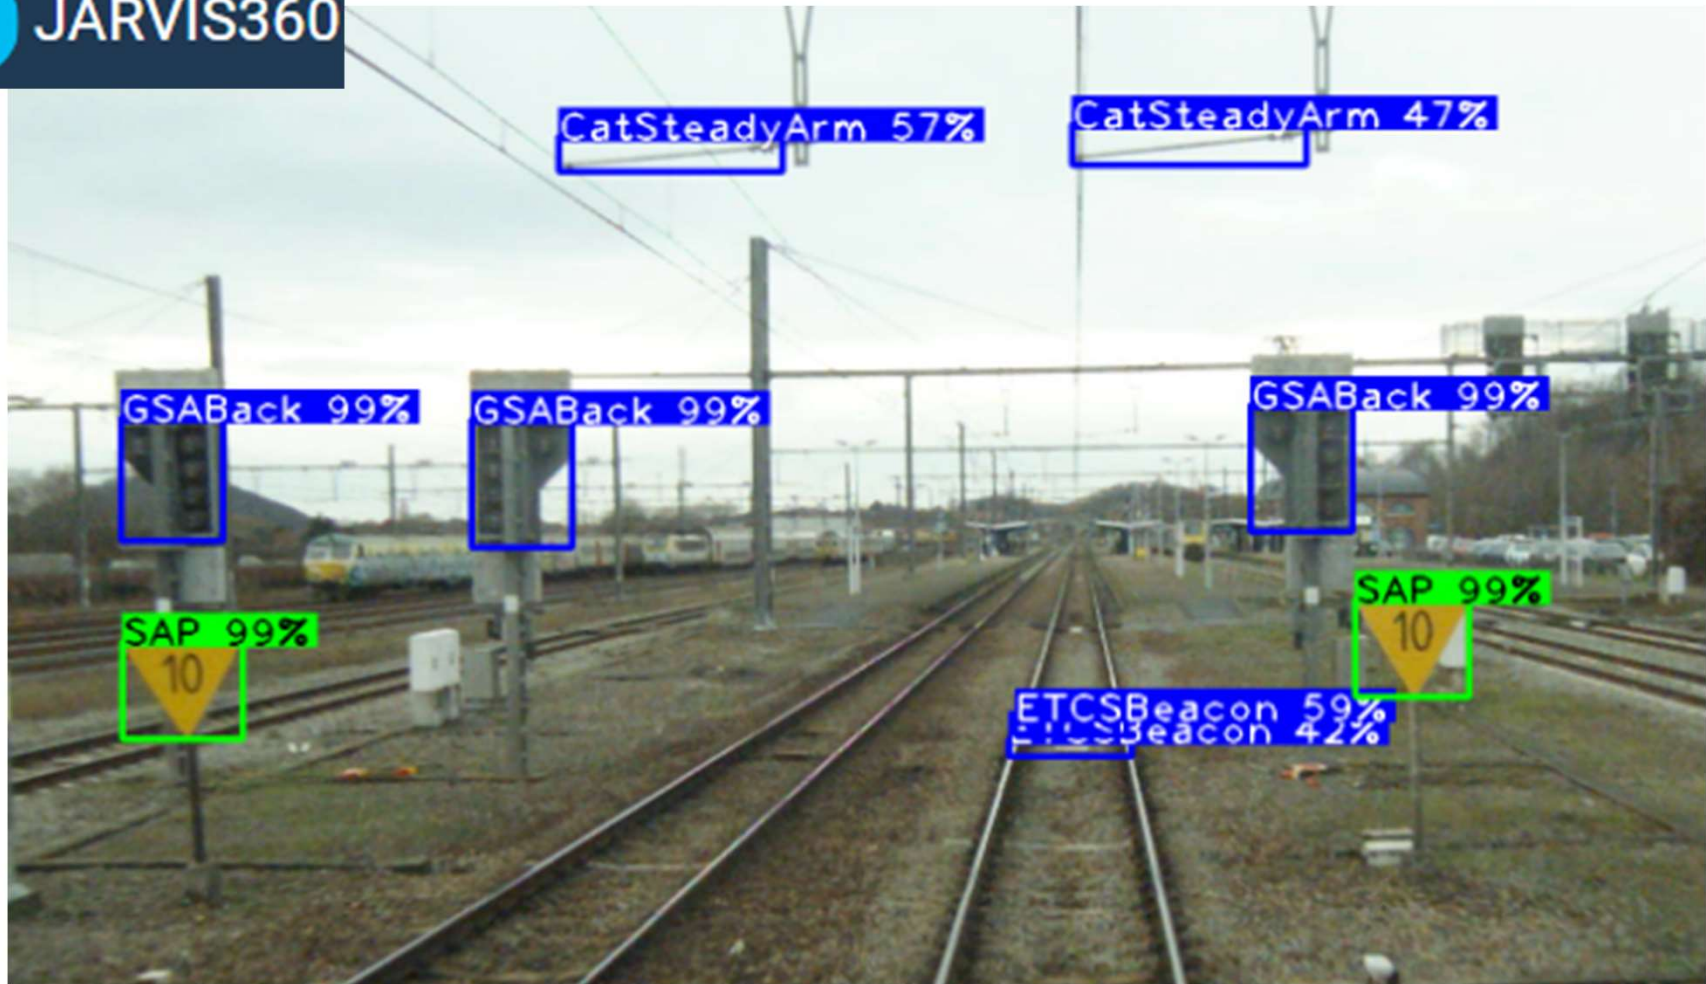 JARVIS360
CatSteadyArm 57%
CatSteadyArm 47%
GSABack 99%
GSABack 99%
GSABack 99%
SAP 99%
10
SAP 99%
10
ETCSBeacon 59%
ETCSBeacon 42%